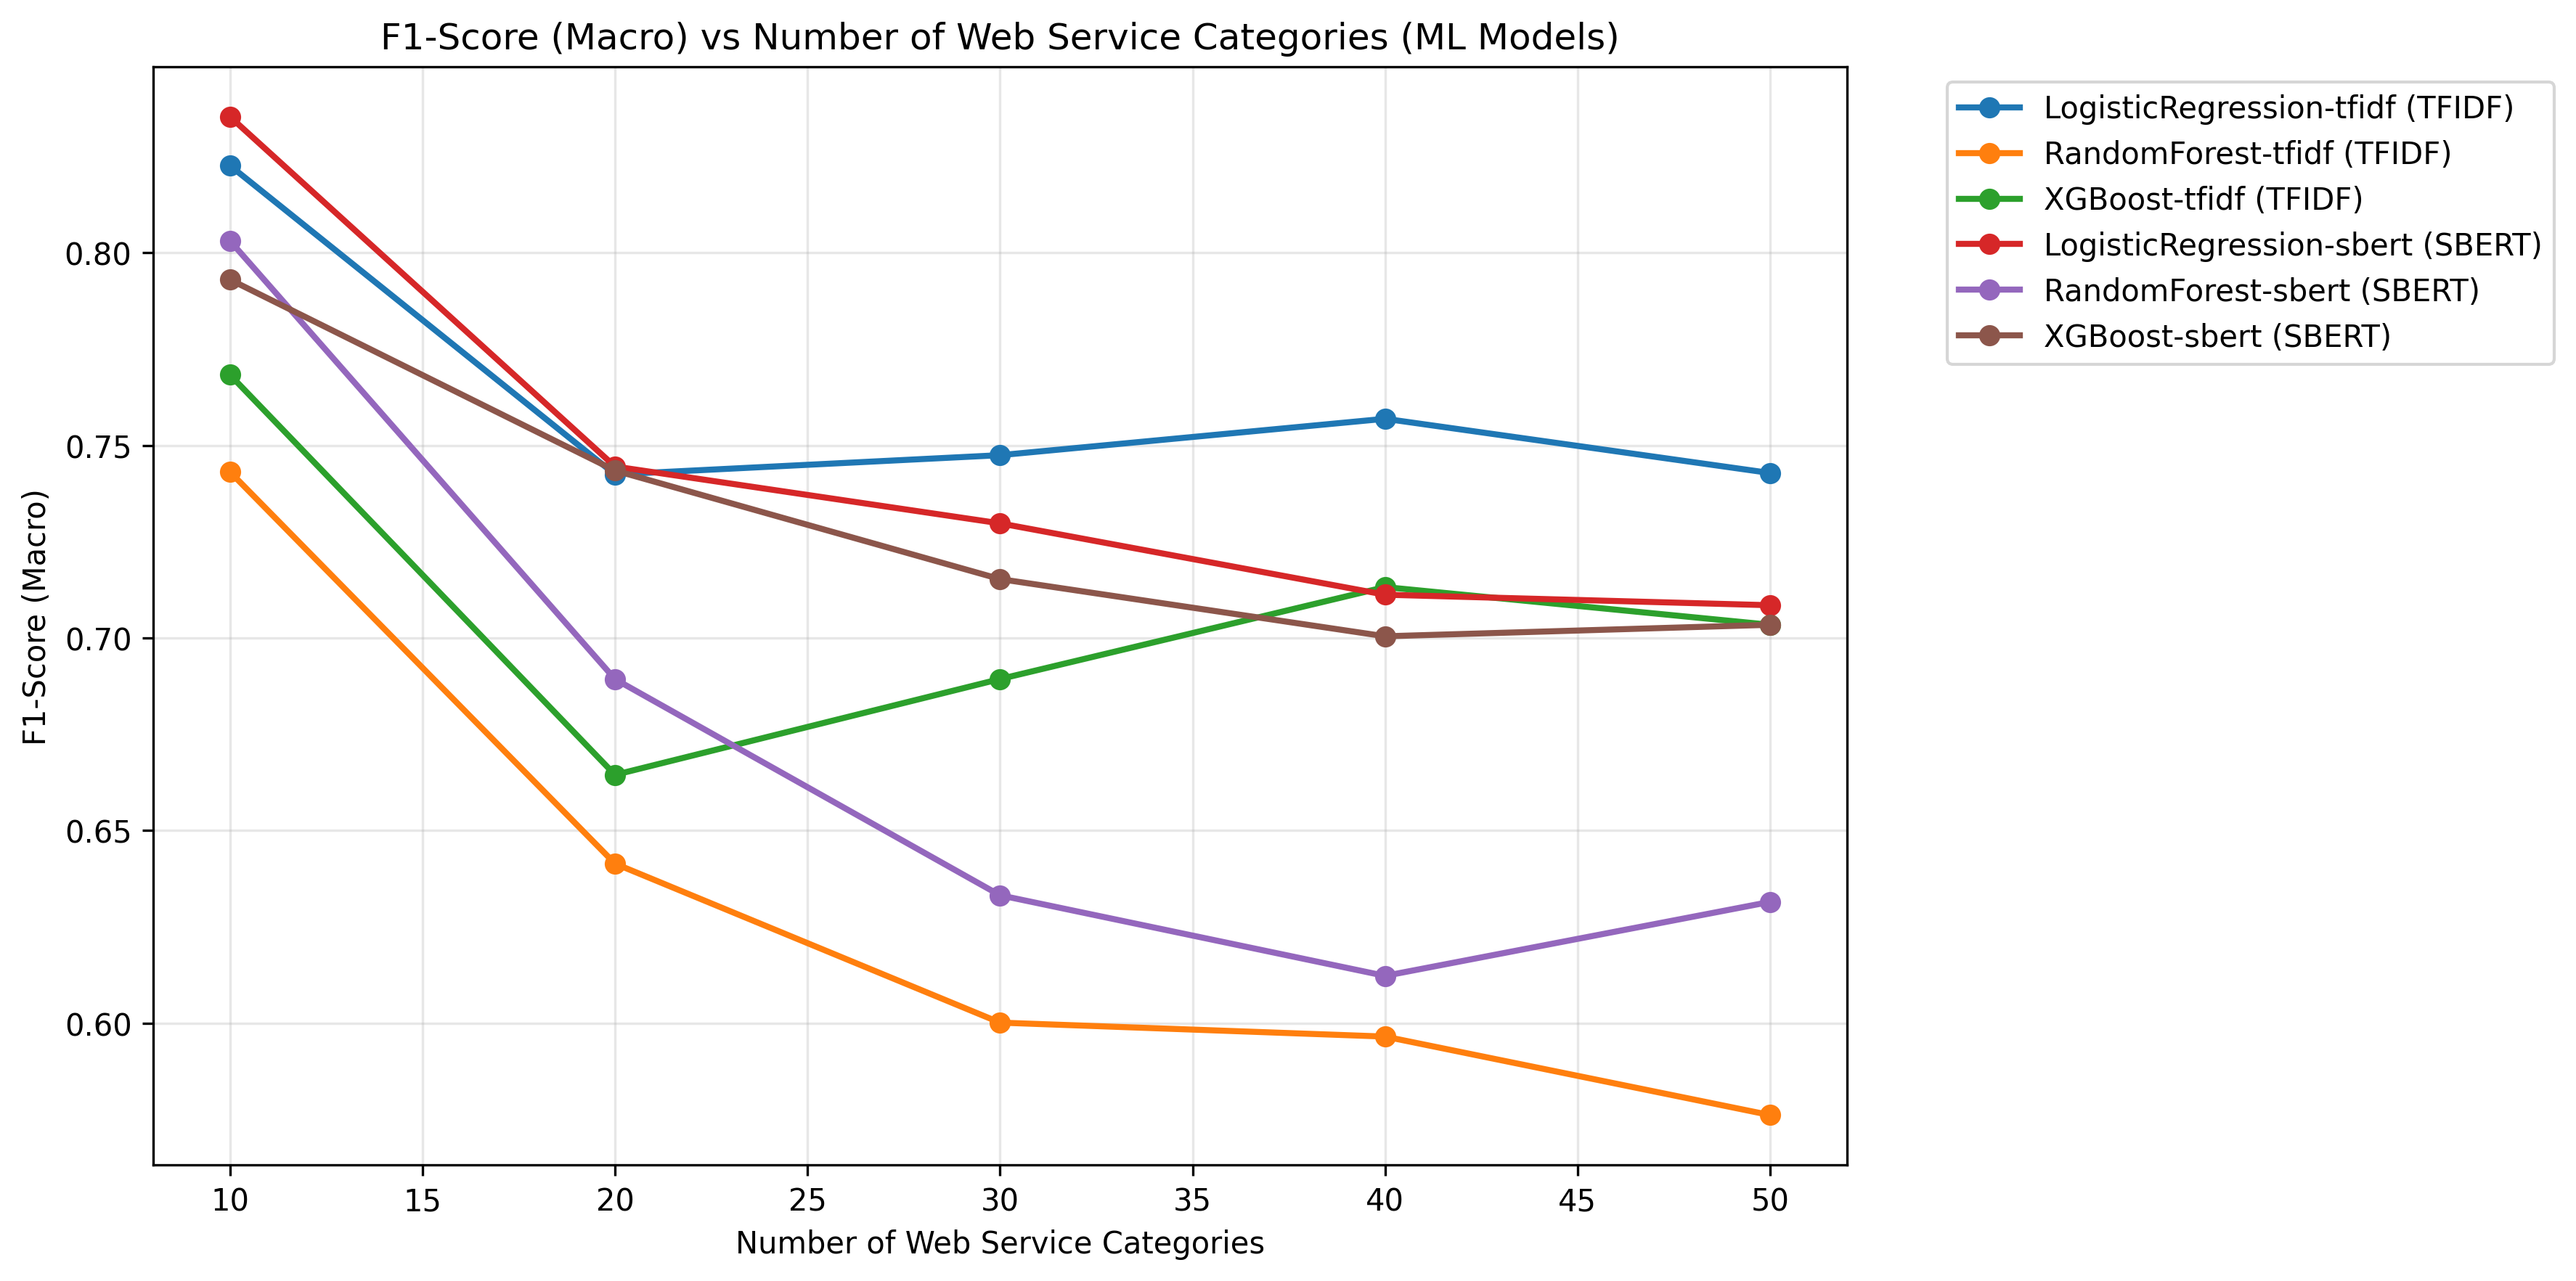 F1-Score (Macro) vs Number of Web Service Categories (ML Models)
F1-Score (Macro)
0.80
0.75
0.70
0.65
0.60
10 15 20 25 30 35 40 45 50
Number of Web Service Categories
LogisticRegression-tfidf (TFIDF)
RandomForest-tfidf (TFIDF)
XGBoost-tfidf (TFIDF)
LogisticRegression-sbert (SBERT)
RandomForest-sbert (SBERT)
XGBoost-sbert (SBERT)